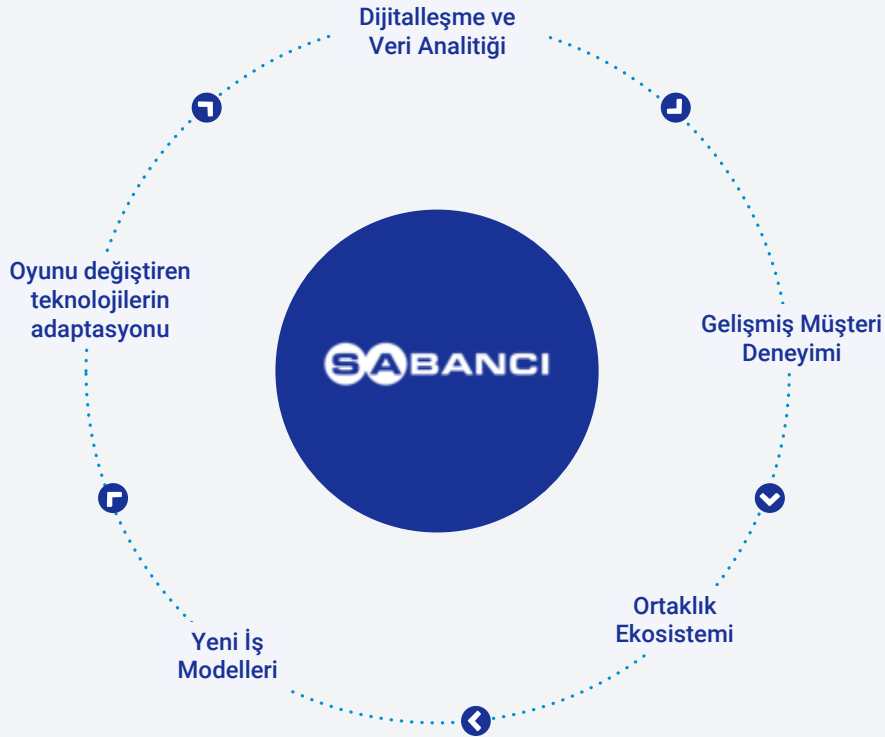 Dijitalleşme ve
Veri Analitiği
Oyunu değiştiren
teknolojilerin
adaptasyonu
Gelişmiş Müşteri
Deneyimi
SABANCI
Ortaklık
Ekosistemi
Yeni İş
Modelleri